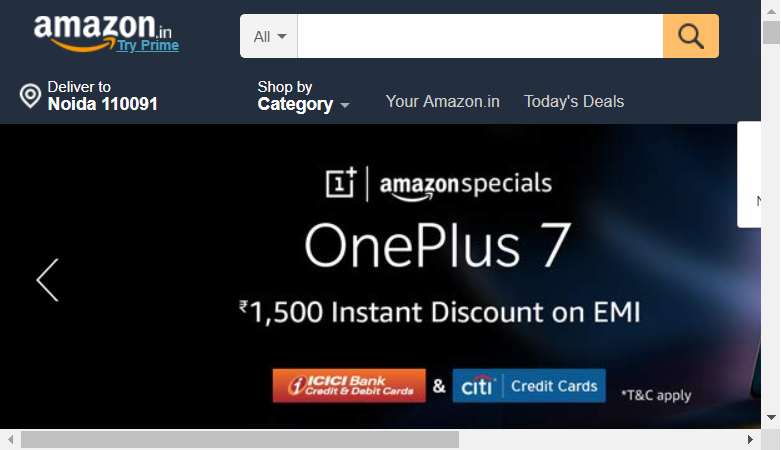 amazon.in
Try Prime
All
Deliver to
Noida 110091
Shop by
Category
Your Amazon.in
Today's Deals
1+ | amazonspecials
OnePlus 7
₹1,500 Instant Discount on EMI
ICICI Bank
Credit & Debit Cards
&
citi | Credit Cards
*T&C apply